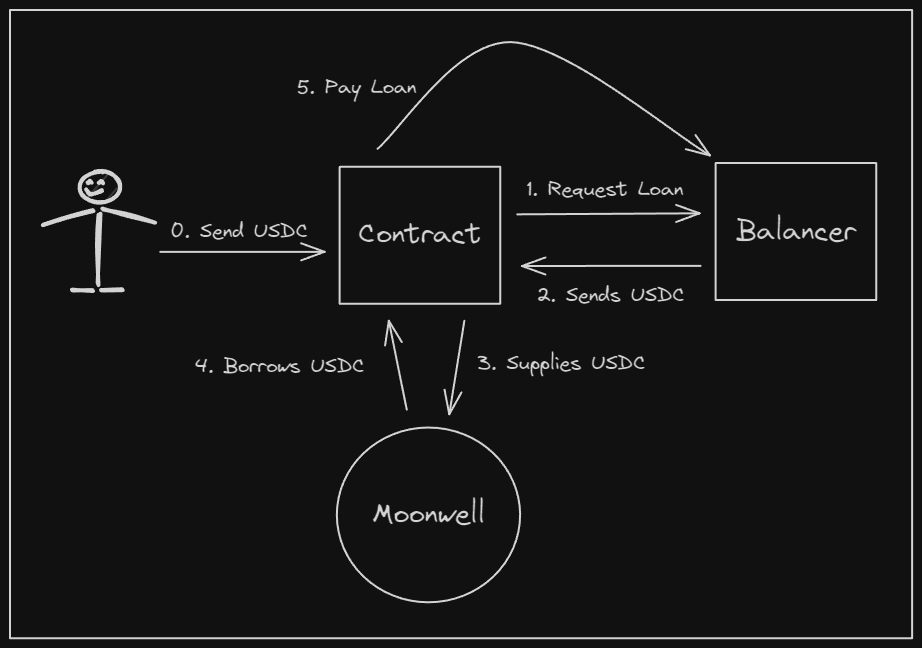 5. Pay Loan
0. Send USDC
Contract
1. Request Loan
Balancer
2. Sends USDC
4. Borrows USDC
3. Supplies USDC
Moonwell